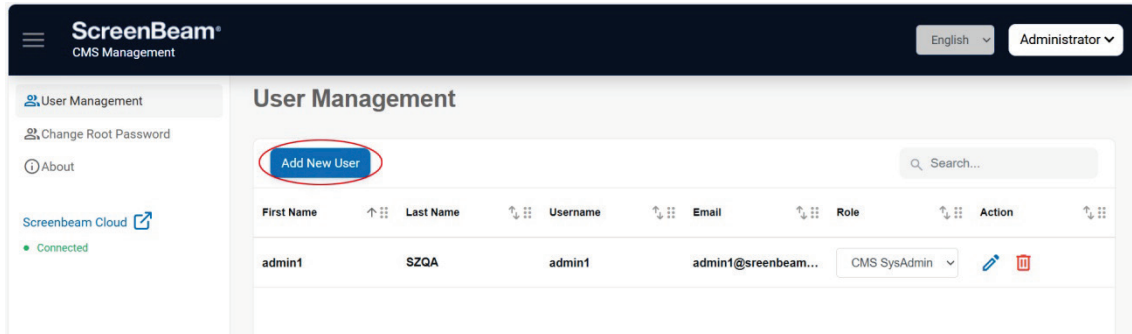 ScreenBeam®
CMS Management
English
Administrator
User Management
Change Root Password
About
Screenbeam Cloud
Connected
User Management
Add New User
Search...
First Name Last Name Username Email Role Action
admin1 SZQA admin1 admin1@sreenbeam... CMS SysAdmin